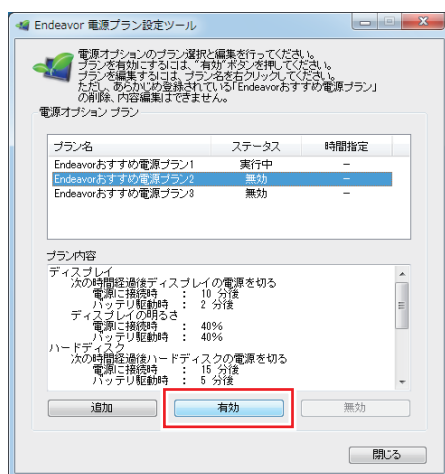 Endeavor 電源プラン設定ツール
電源オプションのプラン選択と編集を行ってください。
プランを有効にするには、"有効"ボタンを押してください。
プランを編集するには、プラン名を右クリックしてください。
ただし、あらかじめ登録されている「Endeavorおすすめ電源プラン」
の削除、内容編集はできません。
電源オプション プラン
プラン名 ステータス 時間指定
Endeavorおすすめ電源プラン1 実行中 −
Endeavorおすすめ電源プラン2 無効 −
Endeavorおすすめ電源プラン3 無効 −
プラン内容
ディスプレイ
次の時間経過後ディスプレイの電源を切る
電源に接続時 : 10 分後
バッテリ駆動時 : 2 分後
ディスプレイの明るさ
電源に接続時 : 40%
バッテリ駆動時 : 40%
ハードディスク
次の時間経過後ハードディスクの電源を切る
電源に接続時 : 15 分後
バッテリ駆動時 : 5 分後
追加 有効 無効
閉じる